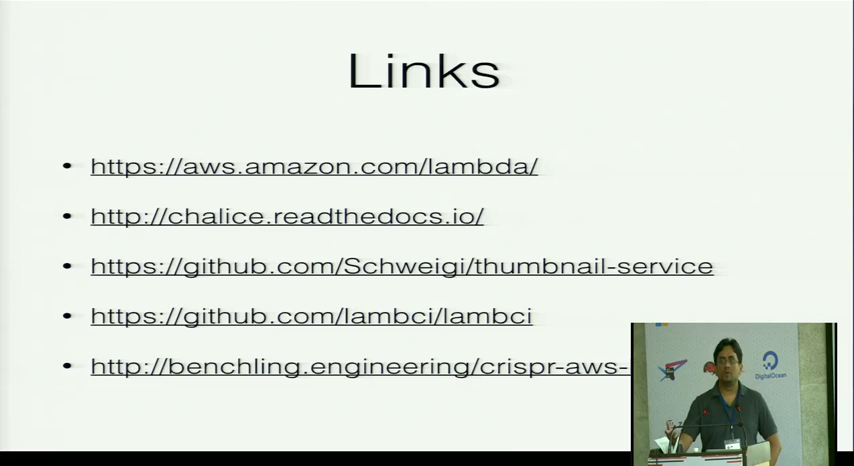 Links
https://aws.amazon.com/lambda/
http://chalice.readthedocs.io/
https://github.com/Schweigi/thumbnail-service
https://github.com/lambci/lambci
http://benchling.engineering/crispr-aws-
DigitalOcean